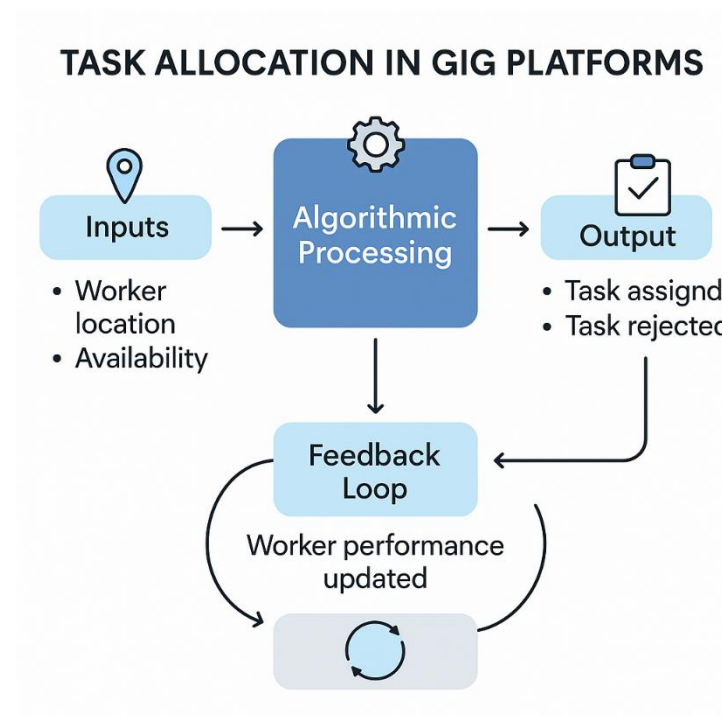 TASK ALLOCATION IN GIG PLATFORMS
Inputs
• Worker
location
• Availability
Algorithmic
Processing
Output
• Task assignd
• Task rejected
Feedback
Loop
Worker performance
updated